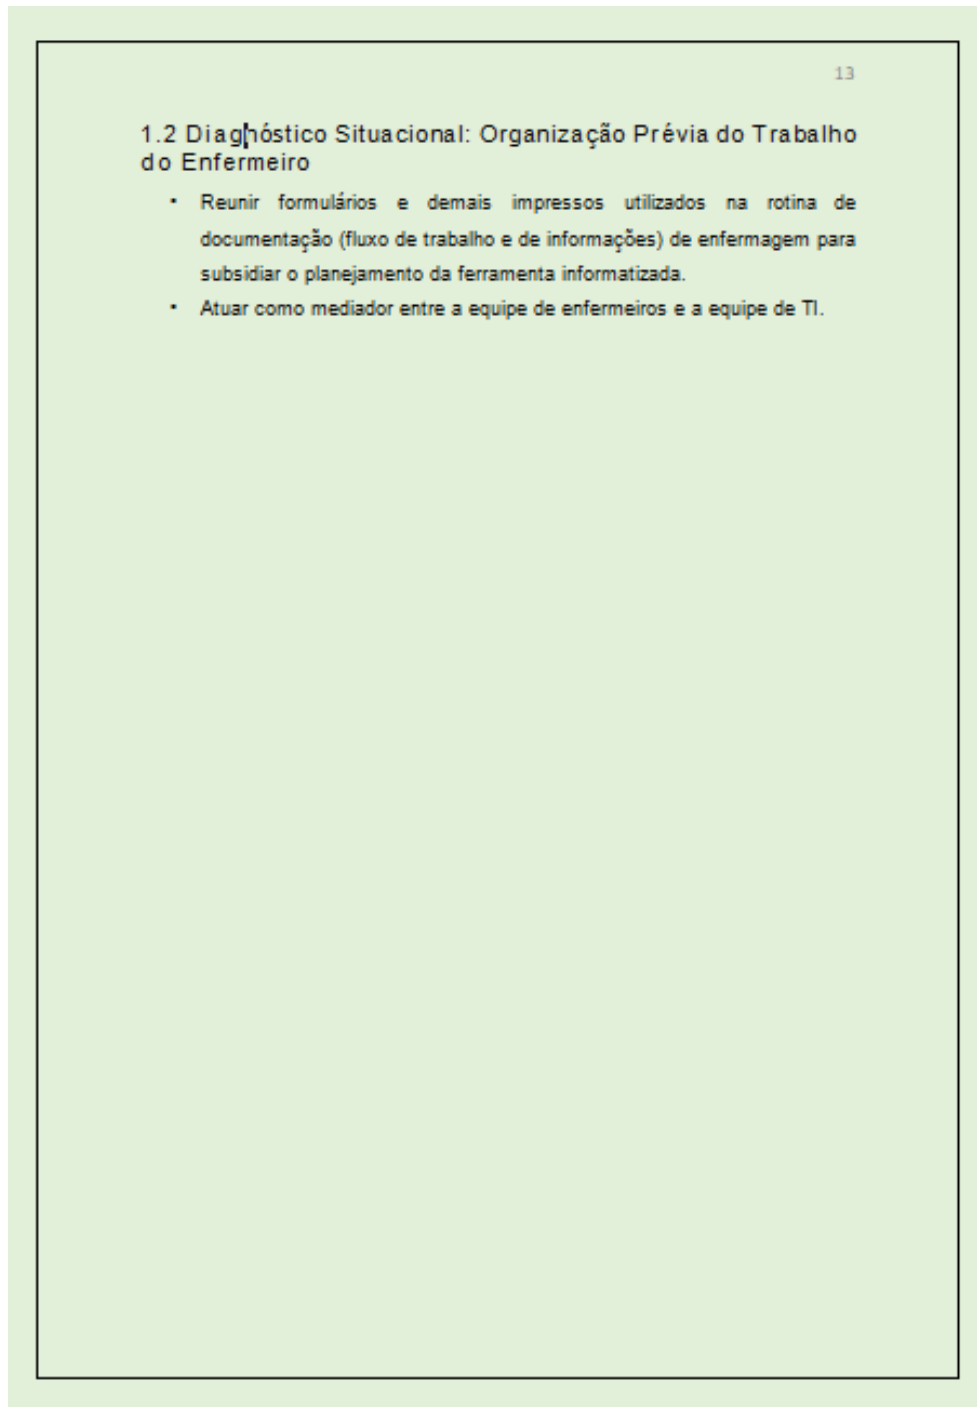 13
1.2 Diagnóstico Situacional: Organização Prévia do Trabalho
do Enfermeiro
▪ Reunir formulários e demais impressos utilizados na rotina de
documentação (fluxo de trabalho e de informações) de enfermagem para
subsidiar o planejamento da ferramenta informatizada.
▪ Atuar como mediador entre a equipe de enfermeiros e a equipe de TI.